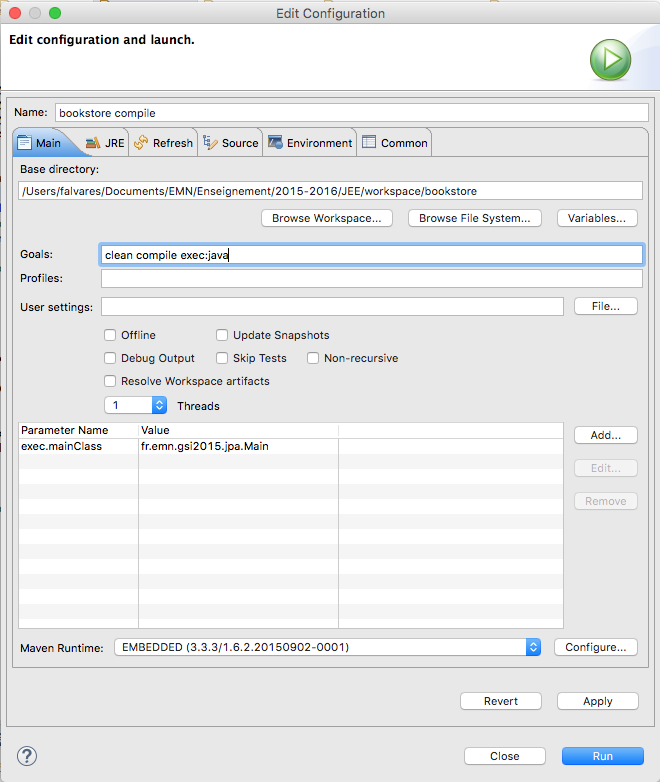 Edit Configuration
Edit configuration and launch.
Name: bookstore compile
Main JRE Refresh Source Environment Common
Base directory:
/Users/falvares/Documents/EMN/Enseignement/2015-2016/JEE/workspace/bookstore
Browse Workspace... Browse File System... Variables...
Goals: clean compile exec:java
Profiles:
User settings: File...
Offline Update Snapshots
Debug Output Skip Tests Non-recursive
Resolve Workspace artifacts
1 Threads
Parameter Name Value Add...
exec.mainClass fr.emn.gsi2015.jpa.Main
Edit...
Remove
Maven Runtime: EMBEDDED (3.3.3/1.6.2.20150902-0001) Configure...
Revert Apply
? Close Run